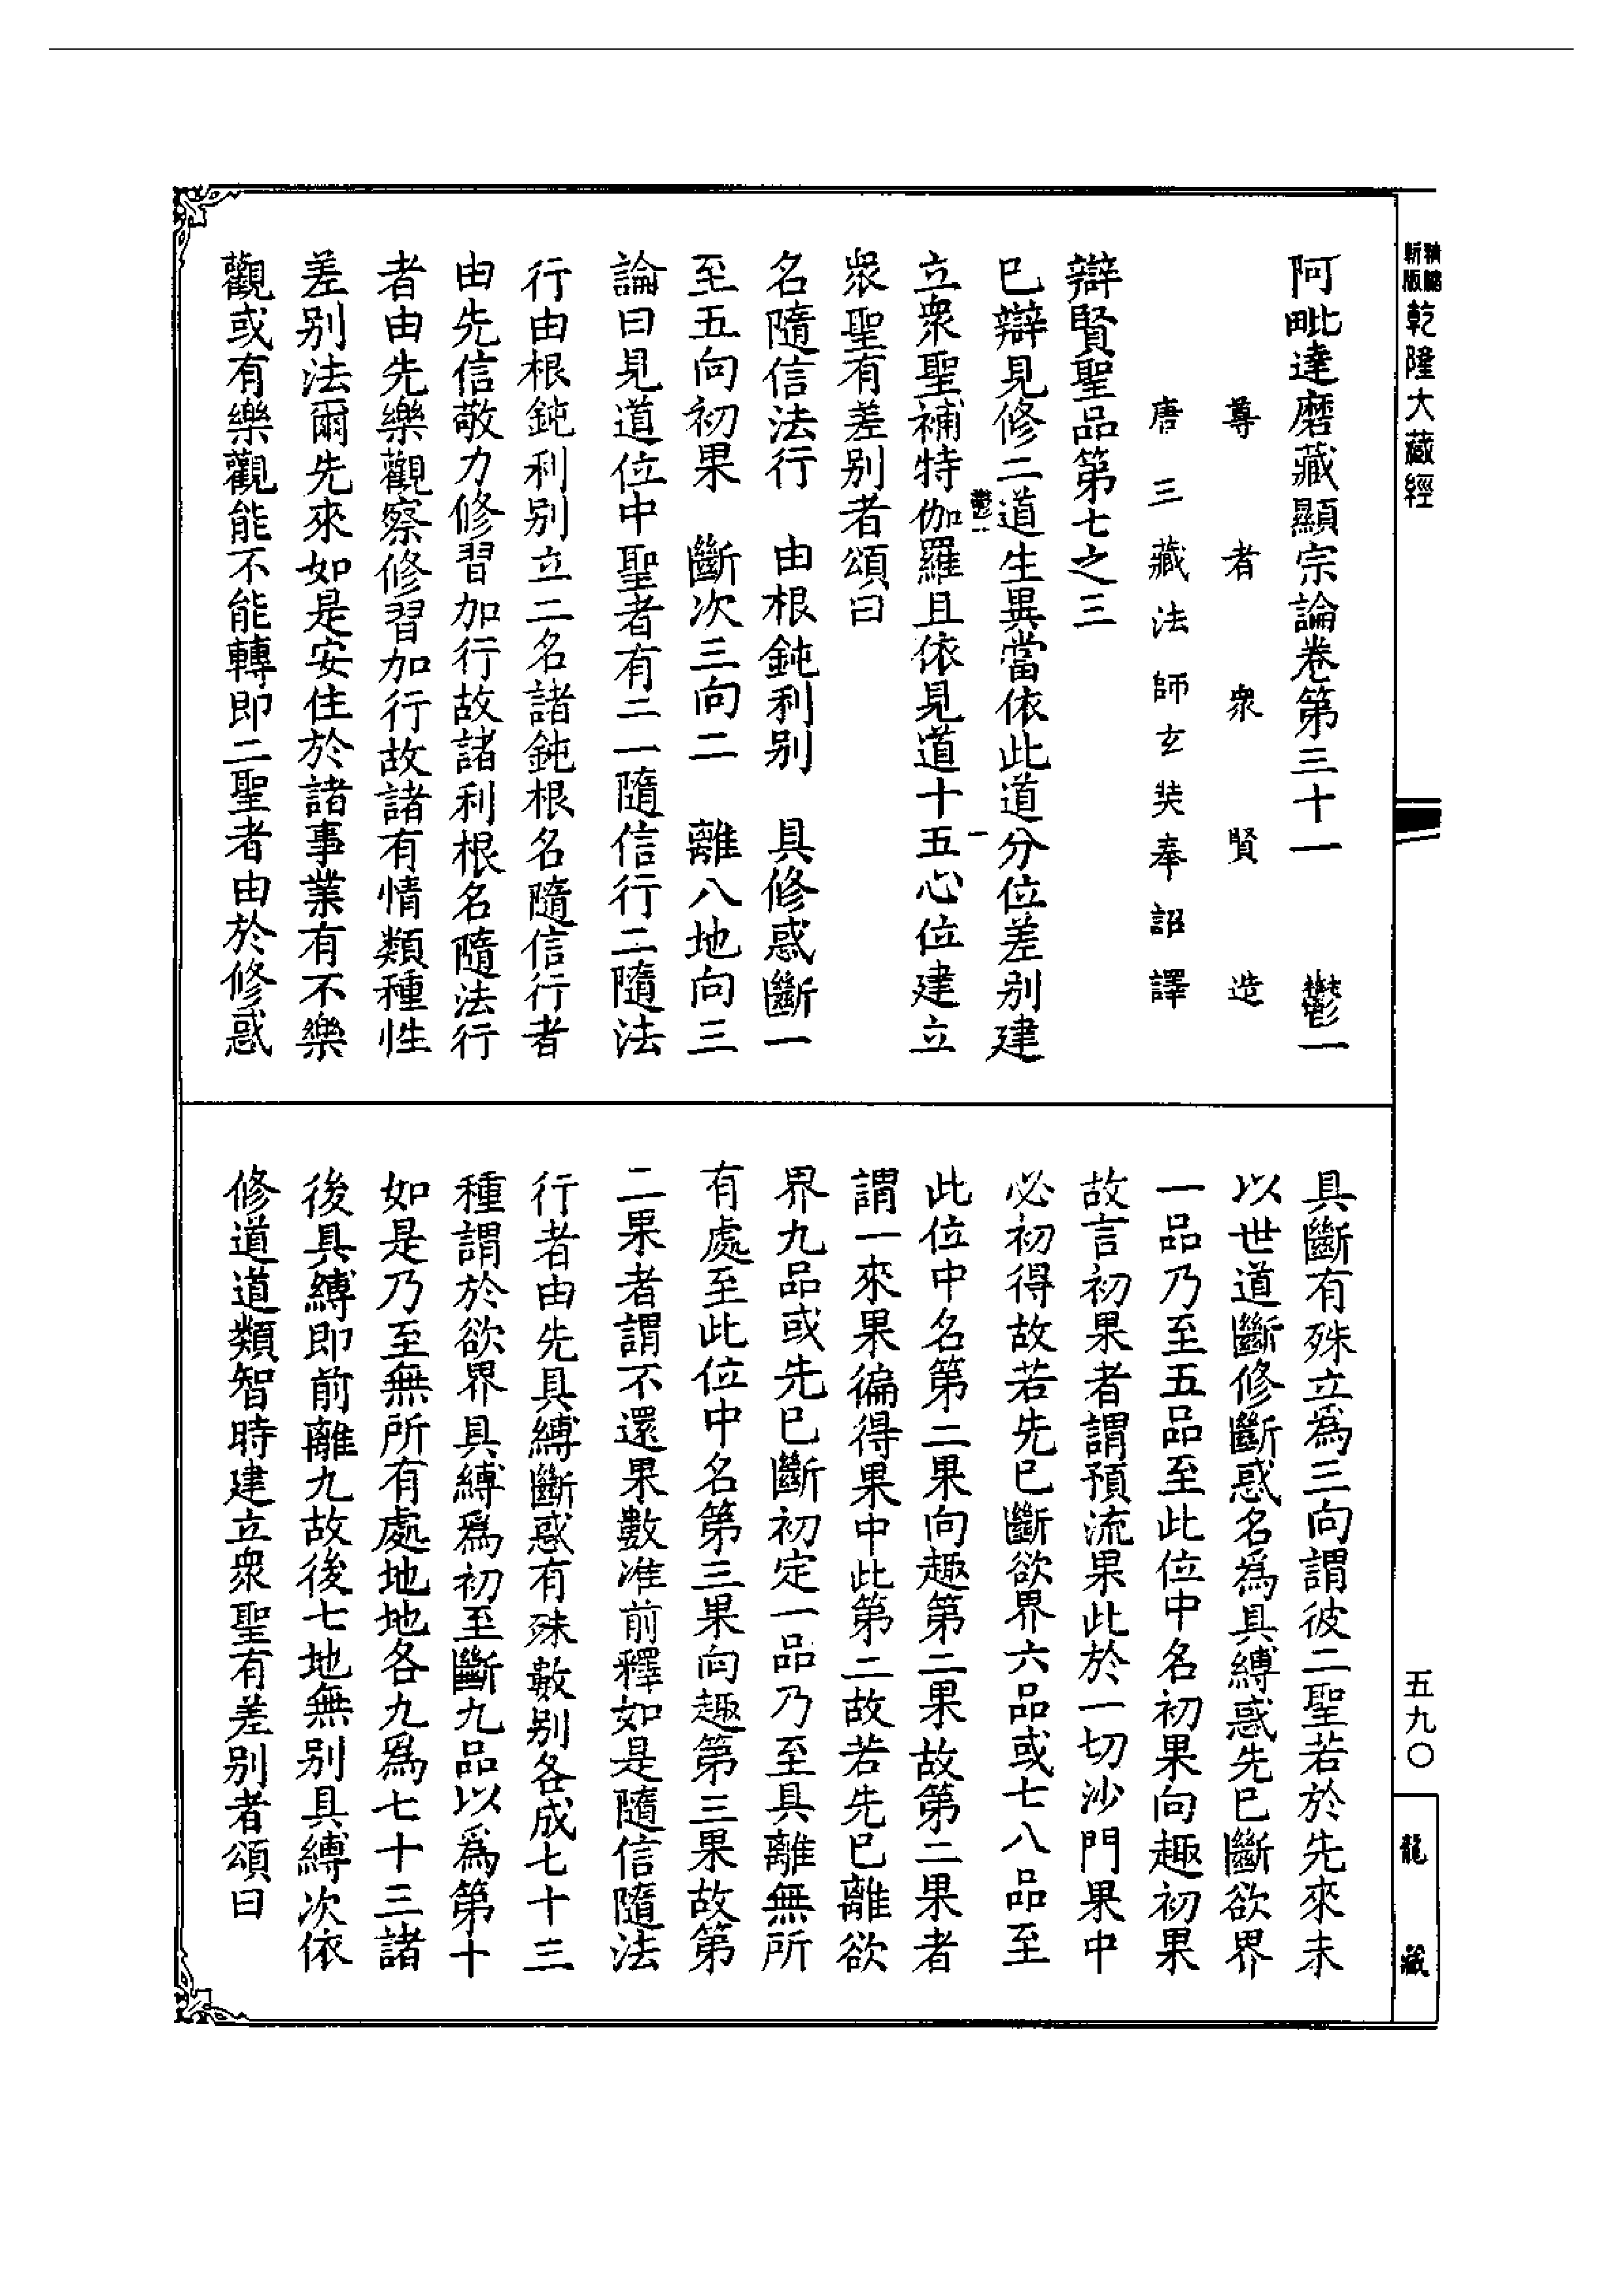 精縮新版乾隆大藏經
阿毗達磨藏顯宗論卷第三十一　鬱一
尊者眾賢造
唐三藏法師玄奘奉詔譯
辯賢聖品第七之三
已辯見修二道生異當依此道分位差別建
鬱一　一
立眾聖補特伽羅且依見道十五心位建立
眾聖有差別者頌曰
名隨信法行　由根鈍利別　具修惑斷一
至五向初果　斷次三向二　離八地向三
論曰見道位中聖者有二一隨信行二隨法
行由根鈍利別立二名諸鈍根名隨信行者
由先信敬力修習加行故諸利根名隨法行
者由先樂觀察修習加行故諸有情類種性
差別法爾先來如是安住於諸事業有不樂
觀或有樂觀能不能轉即二聖者由於修惑
具斷有殊立為三向謂彼二聖若於先來未
以世道斷修斷惑名為具縛惑先已斷欲界
一品乃至五品至此位中名初果向趣初果
故言初果者謂預流果此於一切沙門果中
必初得故若先已斷欲界六品或七八品至
此位中名第二果向趣第二果故第二果者
謂一來果徧得果中此第二故若先已離欲
界九品或先已斷初定一品乃至具離無所
有處至此位中名第三果向趣第三果故第
二果者謂不還果數准前釋如是隨信隨法
行者由先具縛斷惑有殊數別各成七十三
種謂於欲界具縛為初至斷九品以為第十
如是乃至無所有處地地各九為七十三諸
後具縛即前離九故後七地無別具縛次依
修道道類智時建立眾聖有差別者頌曰
五九〇
龍藏